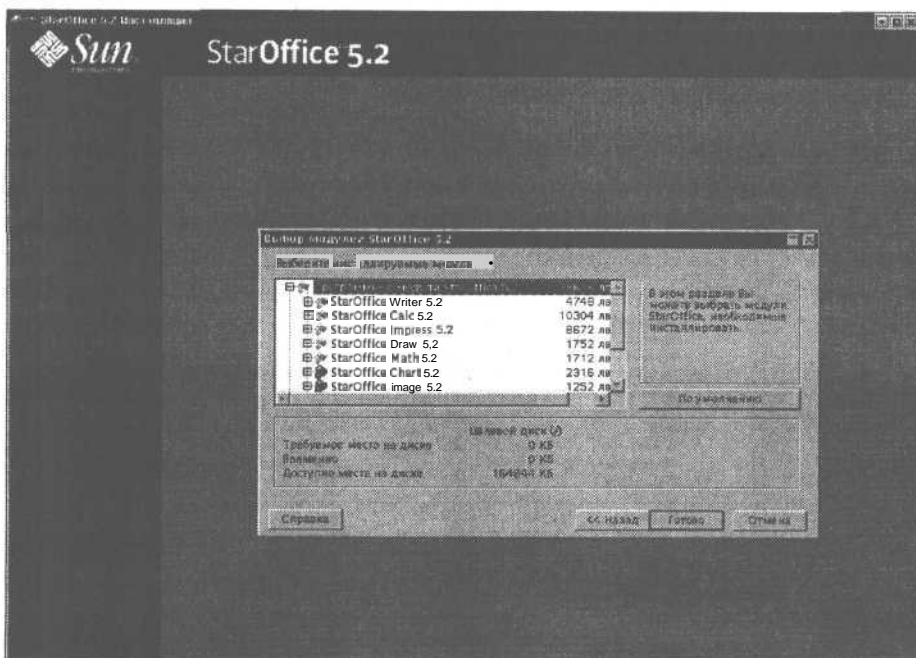 StarOffice 5.2 Инсталляция
Sun
StarOffice 5.2
Выбор модулей StarOffice 5.2
Выберите инсталлируемые модули
StarOffice Writer 5.2 4748
StarOffice Calc 5.2 10304
StarOffice Impress 5.2 8672
StarOffice Draw 5,2 1752
StarOffice Math 5.2 1712
StarOffice Chart 5.2 2316
StarOffice image 5.2 1252
В этом разделе Вы
можете выбрать модули
StarOffice, необходимые
инсталлировать.
По умолчанию
Целевой диск (/)
Требуемое место на диске 0 КБ
Временно 0 КБ
Доступно места на диске 164844 КБ
Справка
<< Назад
Готово
Отмена